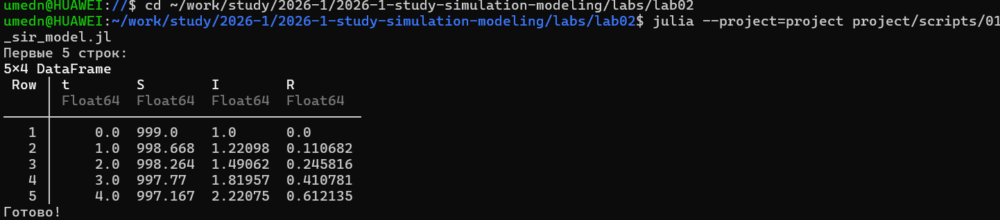 umedn@HUAWEI://$ cd ~/work/study/2026-1/2026-1-study-simulation-modeling/labs/lab02
umedn@HUAWEI:~/work/study/2026-1/2026-1-study-simulation-modeling/labs/lab02$ julia --project=project project/scripts/01
_sir_model.jl
Первые 5 строк:
5×4 DataFrame
Row │ t S I R
│ Float64 Float64 Float64 Float64
1 │ 0.0 999.0 1.0 0.0
2 │ 1.0 998.668 1.22098 0.110682
3 │ 2.0 998.264 1.49062 0.245816
4 │ 3.0 997.77 1.81957 0.410781
5 │ 4.0 997.167 2.22075 0.612135
Готово!